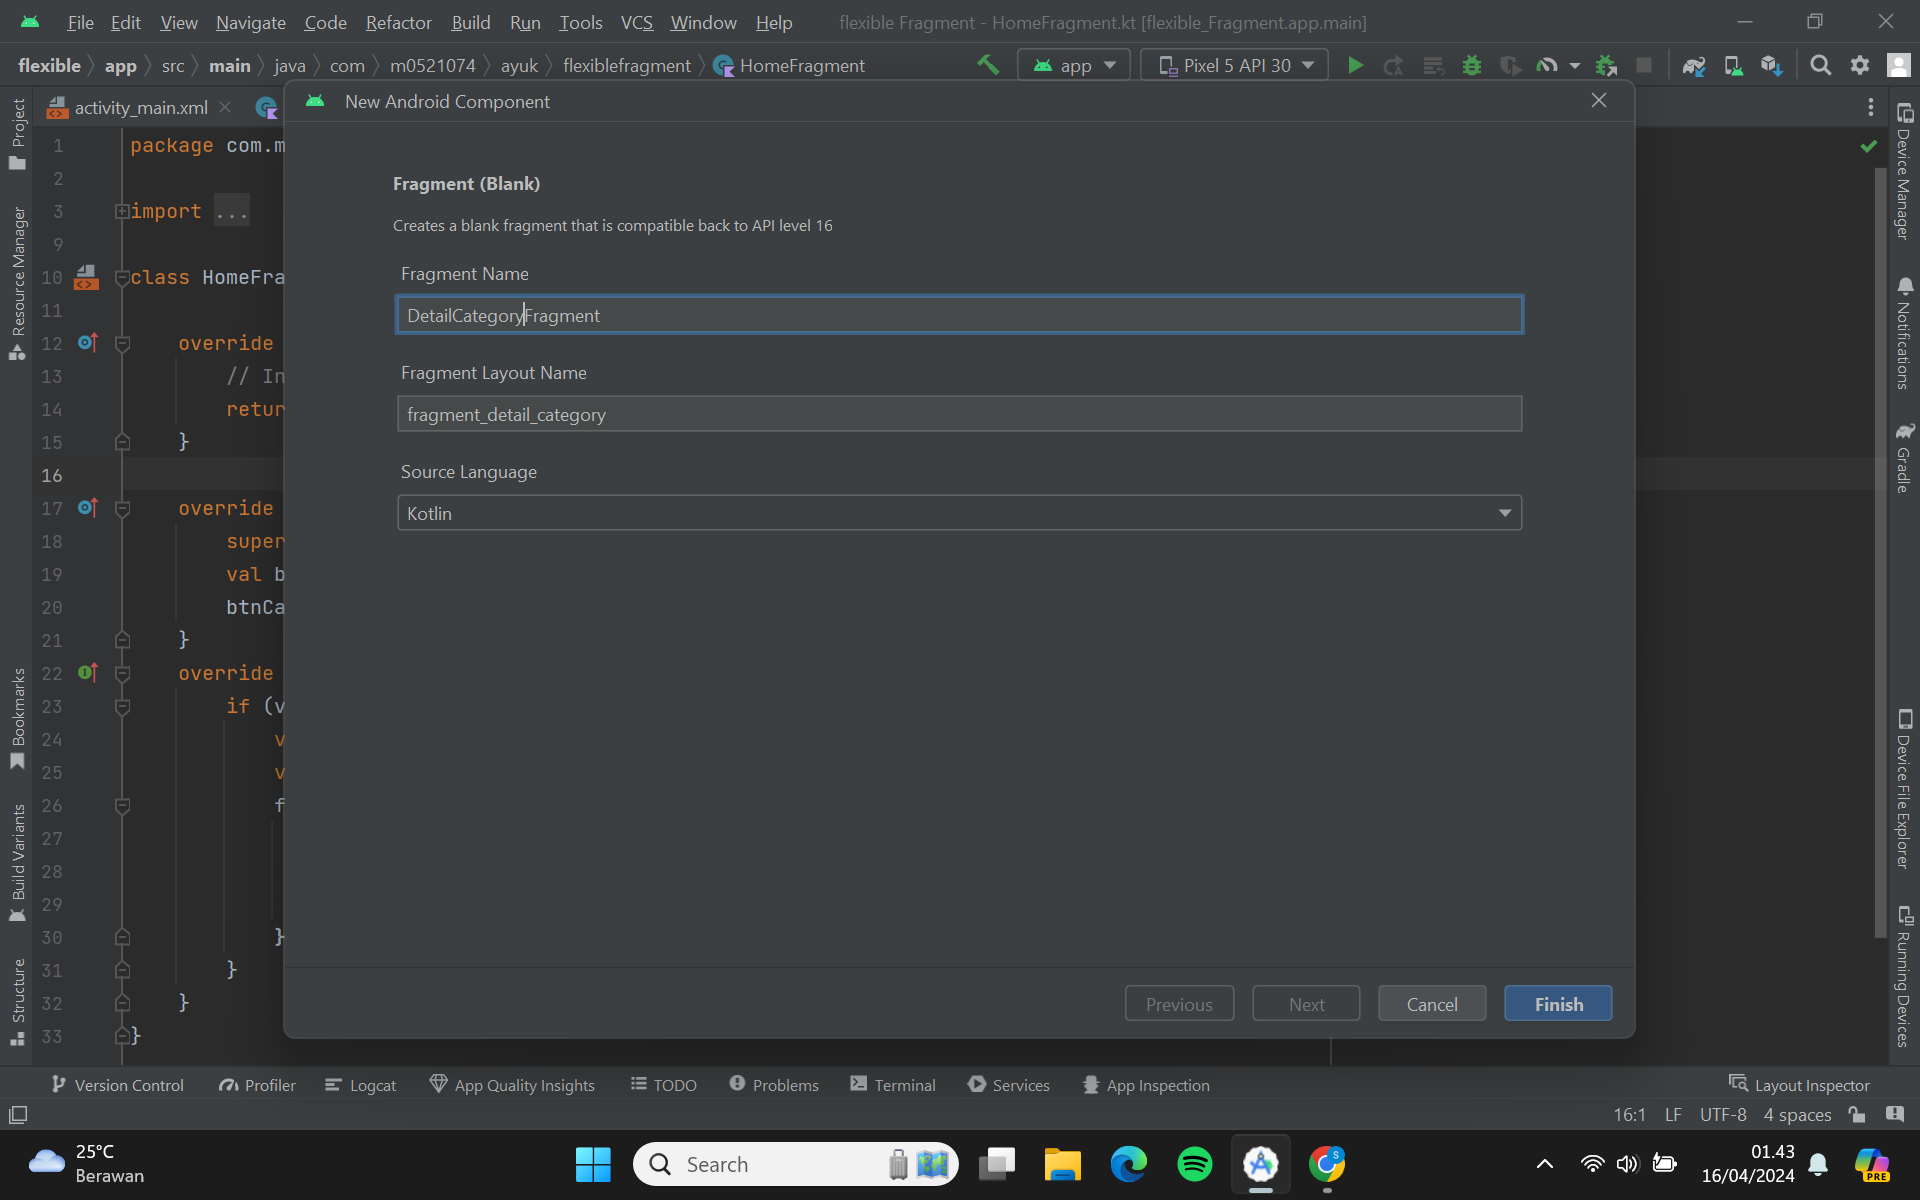 File Edit View Navigate Code Refactor Build Run Tools VCS Window Help flexible Fragment - HomeFragment.kt [flexible_Fragment.app.main]
flexible app src main java com m0521074 ayuk flexiblefragment HomeFragment app Pixel 5 API 30
activity_main.xml
New Android Component
Fragment (Blank)
Creates a blank fragment that is compatible back to API level 16
Fragment Name
DetailCategoryFragment
Fragment Layout Name
fragment_detail_category
Source Language
Kotlin
Previous Next Cancel Finish
1 package com.m
2
3 import ...
9
10 class HomeFra
11
12 override
13 // In
14 retur
15 }
16
17 override
18 super
19 val b
20 btnCa
21 }
22 override
23 if (v
24 v
25 v
26 f
27
28
29
30 }
31 }
32 }
33 }
Project
Resource Manager
Bookmarks
Build Variants
Structure
Device Manager
Notifications
Gradle
Device File Explorer
Running Devices
Version Control Profiler Logcat App Quality Insights TODO Problems Terminal Services App Inspection Layout Inspector
16:1 LF UTF-8 4 spaces
25°C
Berawan
Search
01.43
16/04/2024
PRE
S